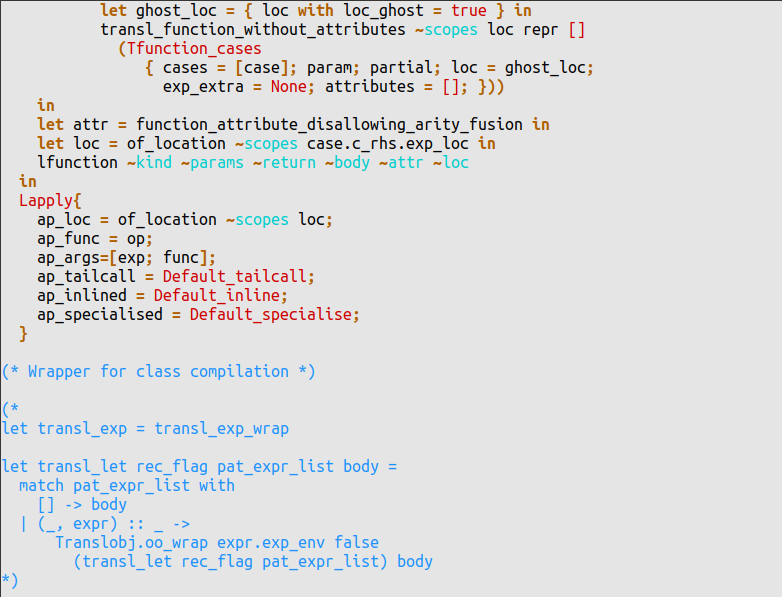 let ghost_loc = { loc with loc_ghost = true } in
transl_function_without_attributes ~scopes loc repr []
(Tfunction_cases
{ cases = [case]; param; partial; loc = ghost_loc;
exp_extra = None; attributes = []; }))
in
let attr = function_attribute_disallowing_arity_fusion in
let loc = of_location ~scopes case.c_rhs.exp_loc in
lfunction ~kind ~params ~return ~body ~attr ~loc
in
Lapply{
ap_loc = of_location ~scopes loc;
ap_func = op;
ap_args=[exp; func];
ap_tailcall = Default_tailcall;
ap_inlined = Default_inline;
ap_specialised = Default_specialise;
}
(* Wrapper for class compilation *)
(*
let transl_exp = transl_exp_wrap
let transl_let rec_flag pat_expr_list body =
match pat_expr_list with
[] -> body
| (_, expr) :: _ ->
Translobj.oo_wrap expr.exp_env false
(transl_let rec_flag pat_expr_list) body
*)